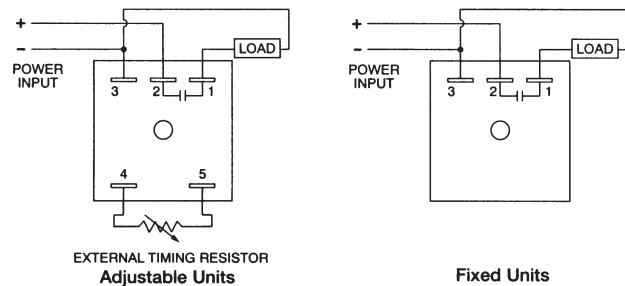 +
−
LOAD
POWER
INPUT
3 2 1
4 5
EXTERNAL TIMING RESISTOR
Adjustable Units
+
−
LOAD
POWER
INPUT
3 2 1
Fixed Units